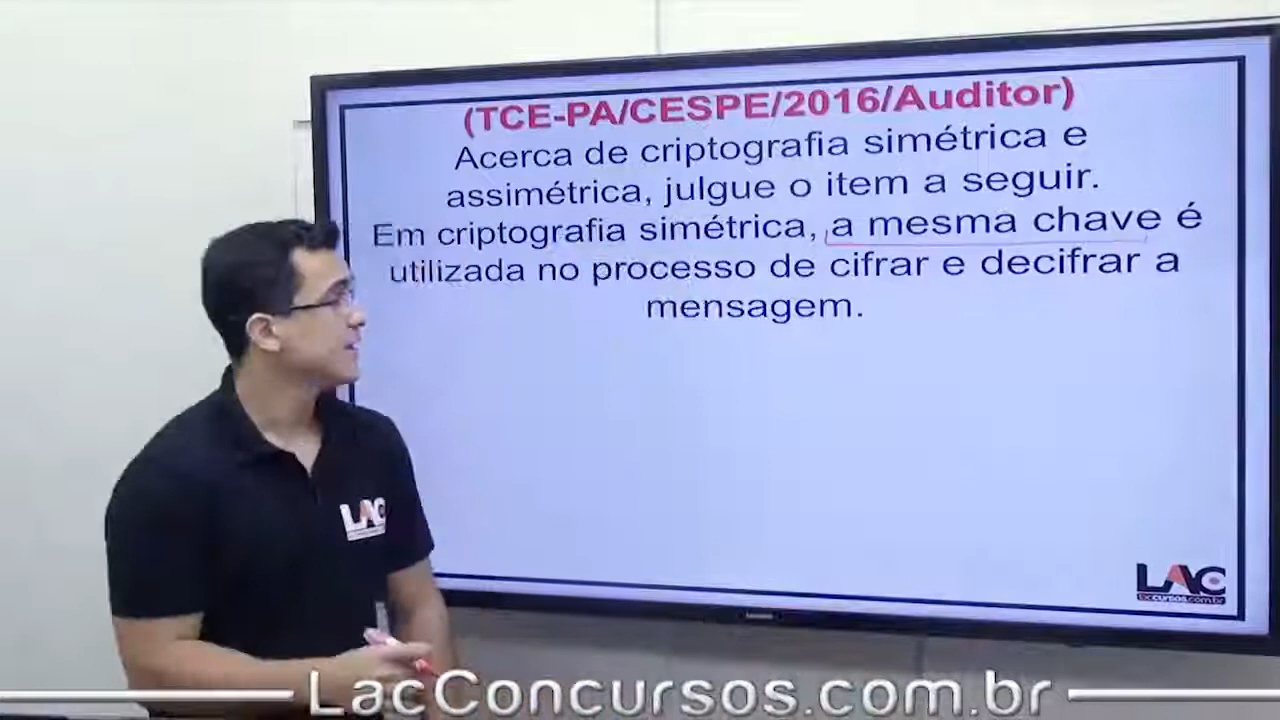 (TCE-PA/CESPE/2016/Auditor)
Acerca de criptografia simétrica e
assimétrica, julgue o item a seguir.
Em criptografia simétrica, a mesma chave é
utilizada no processo de cifrar e decifrar a
mensagem.
LAC
LAC
LacConcursos.com.br